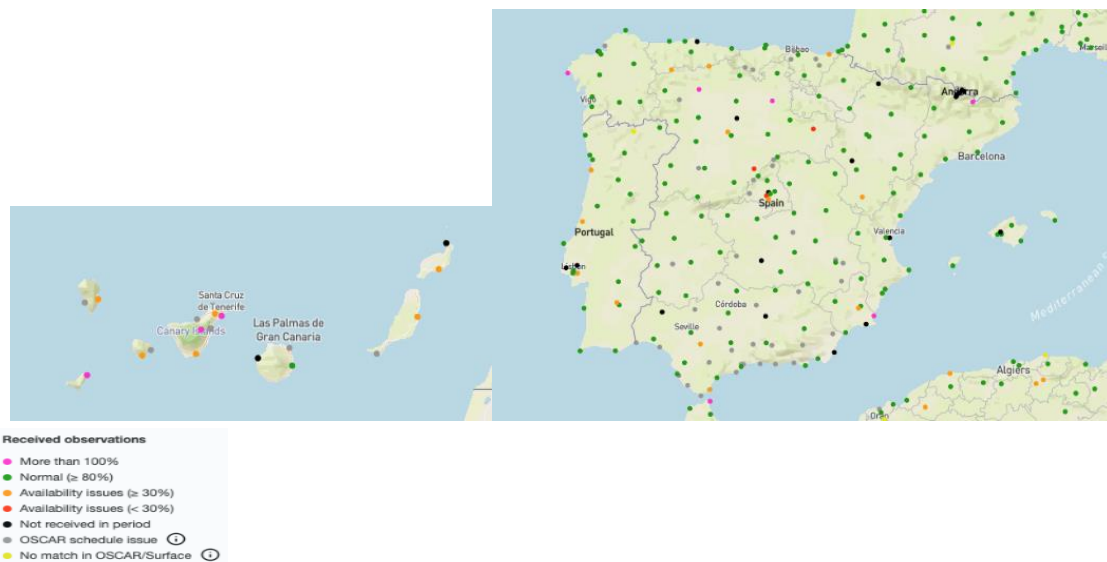 Bilbao
Marseil
Vigo
Andorra
Barcelona
Spain
Portugal
Valencia
Lisbon
Mediterranean
Santa Cruz
de Tenerife
Canary Islands
Las Palmas de
Gran Canaria
Córdoba
Seville
Algiers
Oran
Received observations
More than 100%
Normal (≥ 80%)
Availability issues (≥ 30%)
Availability issues (< 30%)
Not received in period
OSCAR schedule issue
No match in OSCAR/Surface